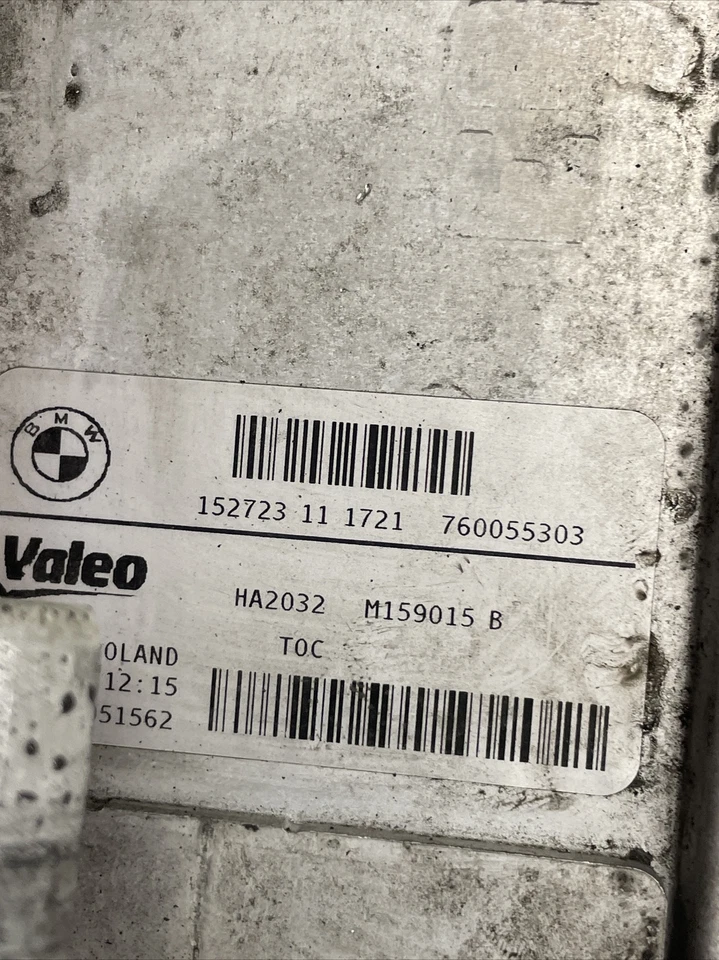 BMW
152723 11 1721 760055303
Valeo
HA2032 M159015 B
TOC
OLAND
12:15
51562